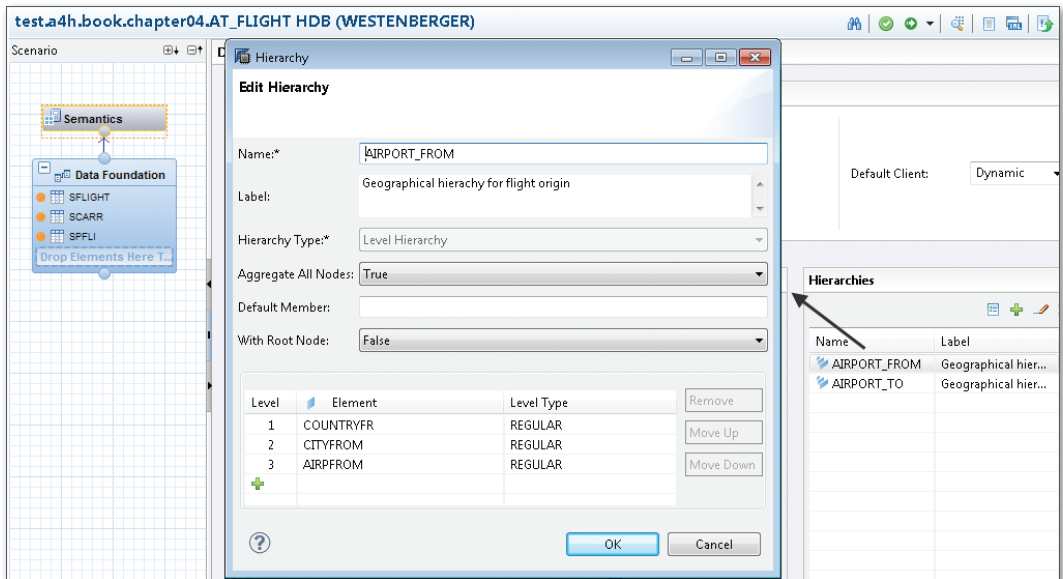 test.a4h.book.chapter04.AT_FLIGHT HDB (WESTENBERGER)
Scenario
D
Semantics
Data Foundation
SFLIGHT
SCARR
SPFLI
Drop Elements Here T...
Hierarchy
Edit Hierarchy
Name:* AIRPORT_FROM
Label: Geographical hierachy for flight origin
Hierarchy Type:* Level Hierarchy
Aggregate All Nodes: True
Default Member:
With Root Node: False
Level Element Level Type
1 COUNTRYFR REGULAR
2 CITYFROM REGULAR
3 AIRPFROM REGULAR
Remove
Move Up
Move Down
?
OK Cancel
Default Client: Dynamic
Hierarchies
Name Label
AIRPORT_FROM Geographical hier...
AIRPORT_TO Geographical hier...